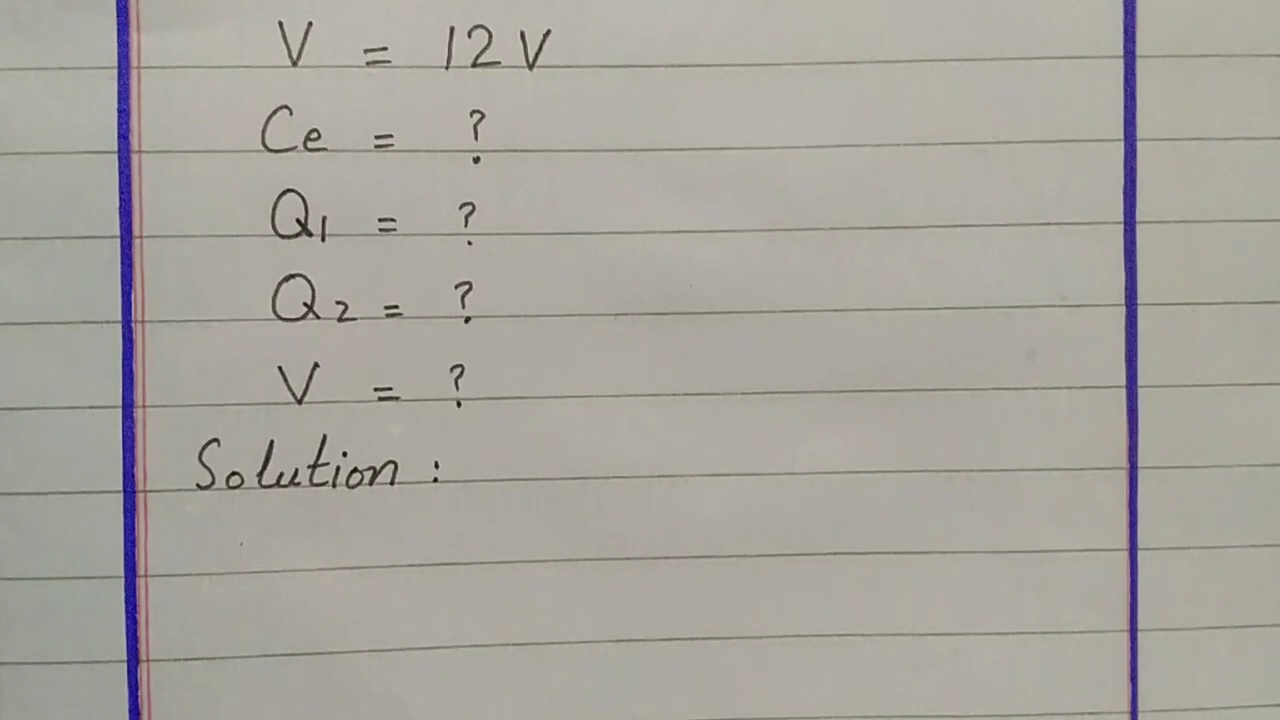 V = 12 V
Ce = ?
Q1 = ?
Q2 = ?
V = ?
Solution :